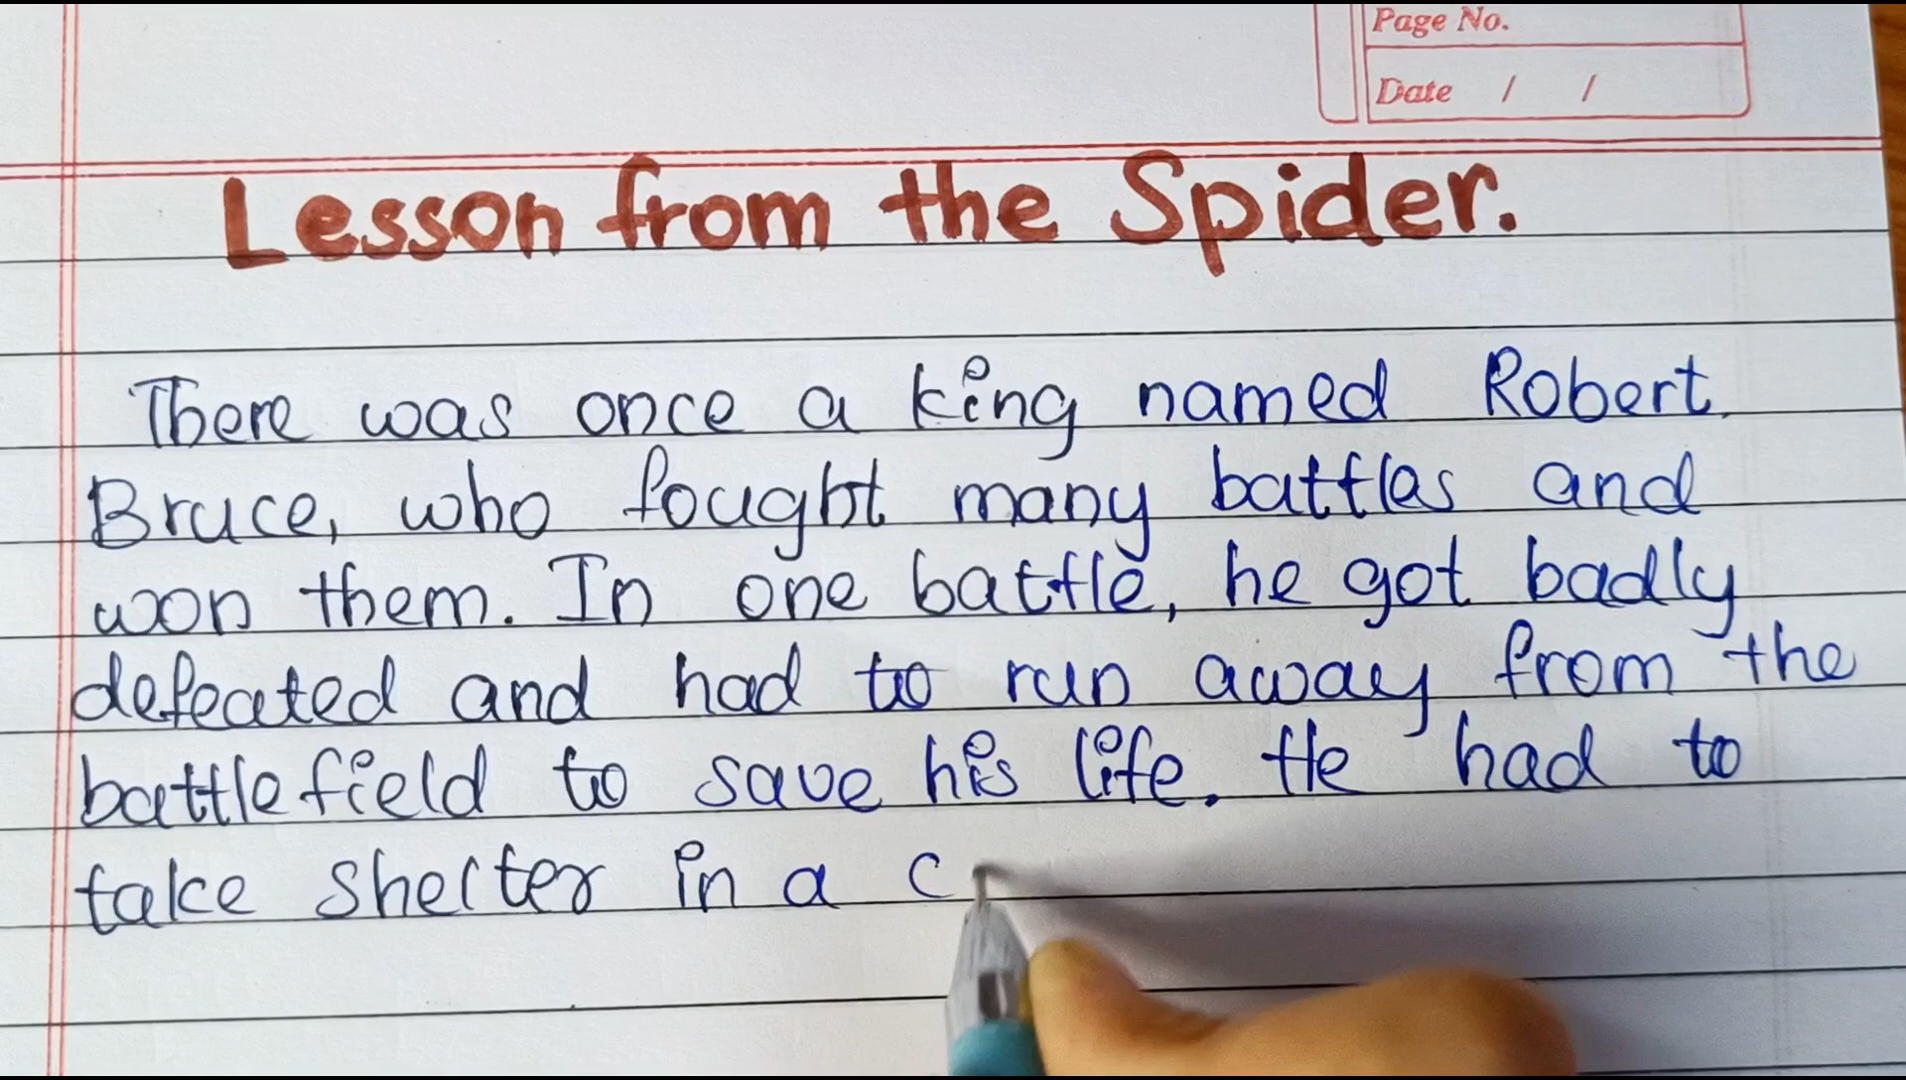 Page No.
Date / /
Lesson from the Spider.
There was once a king named Robert
Bruce, who fought many battles and
won them. In one battle, he got badly
defeated and had to run away from the
battlefield to save his life. He had to
take shelter in a c